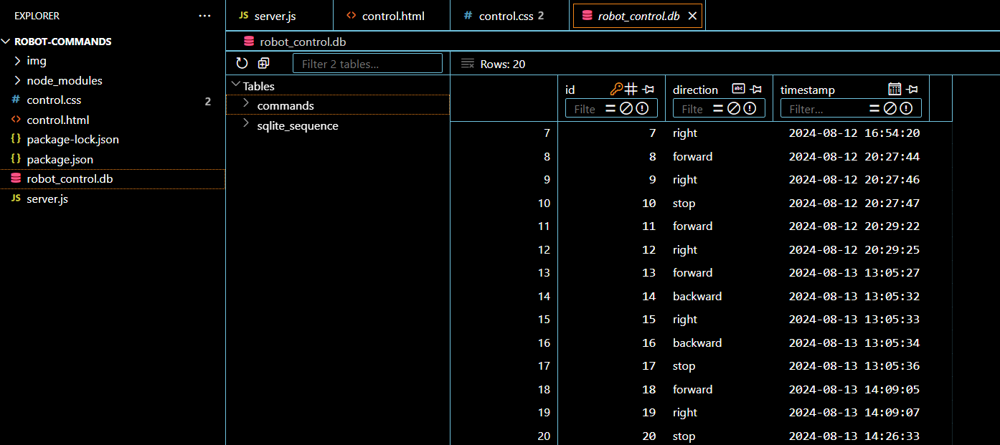 EXPLORER ···
ROBOT-COMMANDS
img
node_modules
# control.css 2
<> control.html
{} package-lock.json
{} package.json
robot_control.db
JS server.js
JS server.js <> control.html # control.css 2 robot_control.db
robot_control.db
Filter 2 tables... Rows: 20
Tables
commands
sqlite_sequence
id direction abc timestamp
Filte Filte Filter...
7 7 right 2024-08-12 16:54:20
8 8 forward 2024-08-12 20:27:44
9 9 right 2024-08-12 20:27:46
10 10 stop 2024-08-12 20:27:47
11 11 forward 2024-08-12 20:29:22
12 12 right 2024-08-12 20:29:25
13 13 forward 2024-08-13 13:05:27
14 14 backward 2024-08-13 13:05:32
15 15 right 2024-08-13 13:05:33
16 16 backward 2024-08-13 13:05:34
17 17 stop 2024-08-13 13:05:36
18 18 forward 2024-08-13 14:09:05
19 19 right 2024-08-13 14:09:07
20 20 stop 2024-08-13 14:26:33